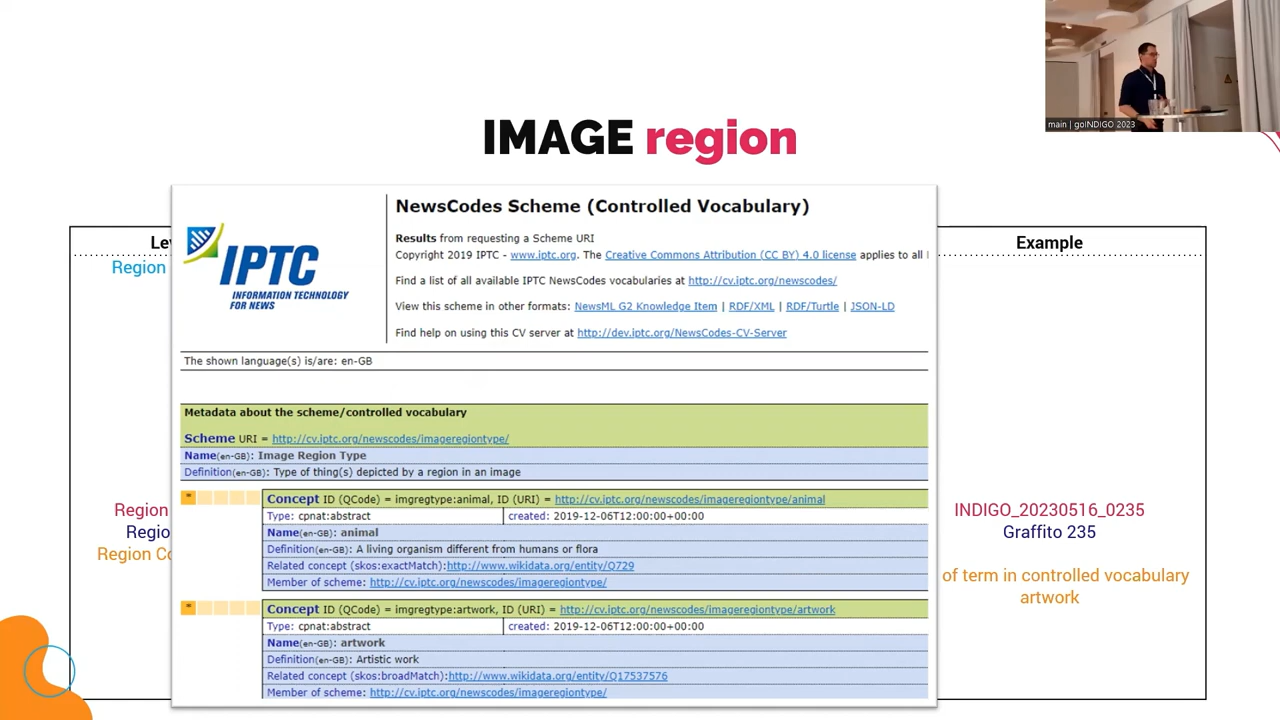 main | goINDIGO 2023
IMAGE region
Le
Example
Region
Region
Regio
Region Co
INDIGO_20230516_0235
Graffito 235
of term in controlled vocabulary
artwork
IPTC
INFORMATION TECHNOLOGY
FOR NEWS
NewsCodes Scheme (Controlled Vocabulary)
Results from requesting a Scheme URI
Copyright 2019 IPTC - www.iptc.org. The Creative Commons Attribution (CC BY) 4.0 license applies to all
Find a list of all available IPTC NewsCodes vocabularies at http://cv.iptc.org/newscodes/
View this scheme in other formats: NewsML G2 Knowledge Item | RDF/XML | RDF/Turtle | JSON-LD
Find help on using this CV server at http://dev.iptc.org/NewsCodes-CV-Server
The shown language(s) is/are: en-GB
Metadata about the scheme/controlled vocabulary
Scheme URI = http://cv.iptc.org/newscodes/imageregiontype/
Name(en-GB): Image Region Type
Definition(en-GB): Type of thing(s) depicted by a region in an image
* Concept ID (QCode) = imgregtype:animal, ID (URI) = http://cv.iptc.org/newscodes/imageregiontype/animal
Type: cpnat:abstract created: 2019-12-06T12:00:00+00:00
Name(en-GB): animal
Definition(en-GB): A living organism different from humans or flora
Related concept (skos:exactMatch):http://www.wikidata.org/entity/Q729
Member of scheme: http://cv.iptc.org/newscodes/imageregiontype/
* Concept ID (QCode) = imgregtype:artwork, ID (URI) = http://cv.iptc.org/newscodes/imageregiontype/artwork
Type: cpnat:abstract created: 2019-12-06T12:00:00+00:00
Name(en-GB): artwork
Definition(en-GB): Artistic work
Related concept (skos:broadMatch):http://www.wikidata.org/entity/Q17537576
Member of scheme: http://cv.iptc.org/newscodes/imageregiontype/